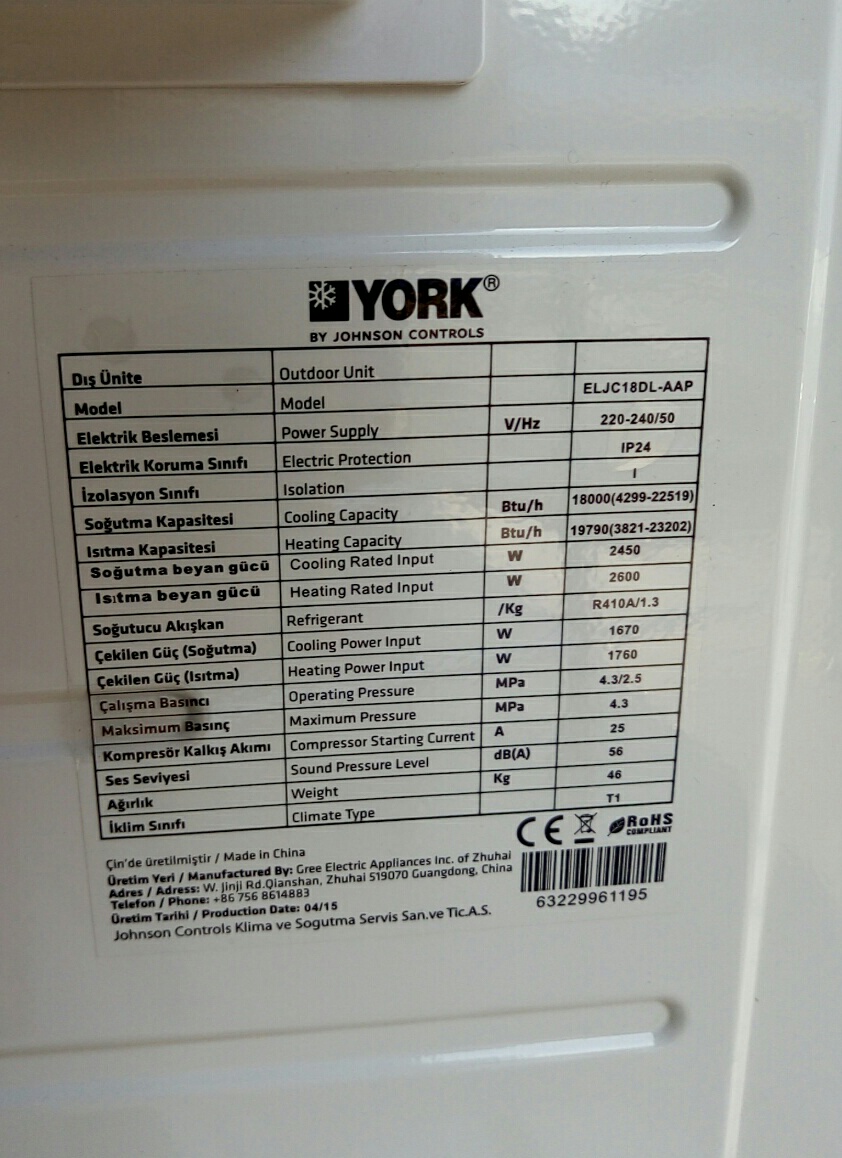 YORK®
BY JOHNSON CONTROLS
Dış Ünite Outdoor Unit
Model Model ELJC18DL-AAP
Elektrik Beslemesi Power Supply V/Hz 220-240/50
Elektrik Koruma Sınıfı Electric Protection IP24
İzolasyon Sınıfı Isolation I
Soğutma Kapasitesi Cooling Capacity Btu/h 18000(4299-22519)
Isıtma Kapasitesi Heating Capacity Btu/h 19790(3821-23202)
Soğutma beyan gücü Cooling Rated Input W 2450
Isıtma beyan gücü Heating Rated Input W 2600
Soğutucu Akışkan Refrigerant /Kg R410A/1.3
Çekilen Güç (Soğutma) Cooling Power Input W 1670
Çekilen Güç (Isıtma) Heating Power Input W 1760
Çalışma Basıncı Operating Pressure MPa 4.3/2.5
Maksimum Basınç Maximum Pressure MPa 4.3
Kompresör Kalkış Akımı Compressor Starting Current A 25
Ses Seviyesi Sound Pressure Level dB(A) 56
Ağırlık Weight Kg 46
İklim Sınıfı Climate Type T1
CE RoHS
COMPLIANT
Çin'de üretilmiştir / Made in China
Üretim Yeri / Manufactured By: Gree Electric Appliances Inc. of Zhuhai
Adres / Adress: W. Jinji Rd.Qianshan, Zhuhai 519070 Guangdong, China
Telefon / Phone: +86 756 8614883
Üretim Tarihi / Production Date: 04/15
Johnson Controls Klima ve Sogutma Servis San.ve Tic.A.S.
63229961195